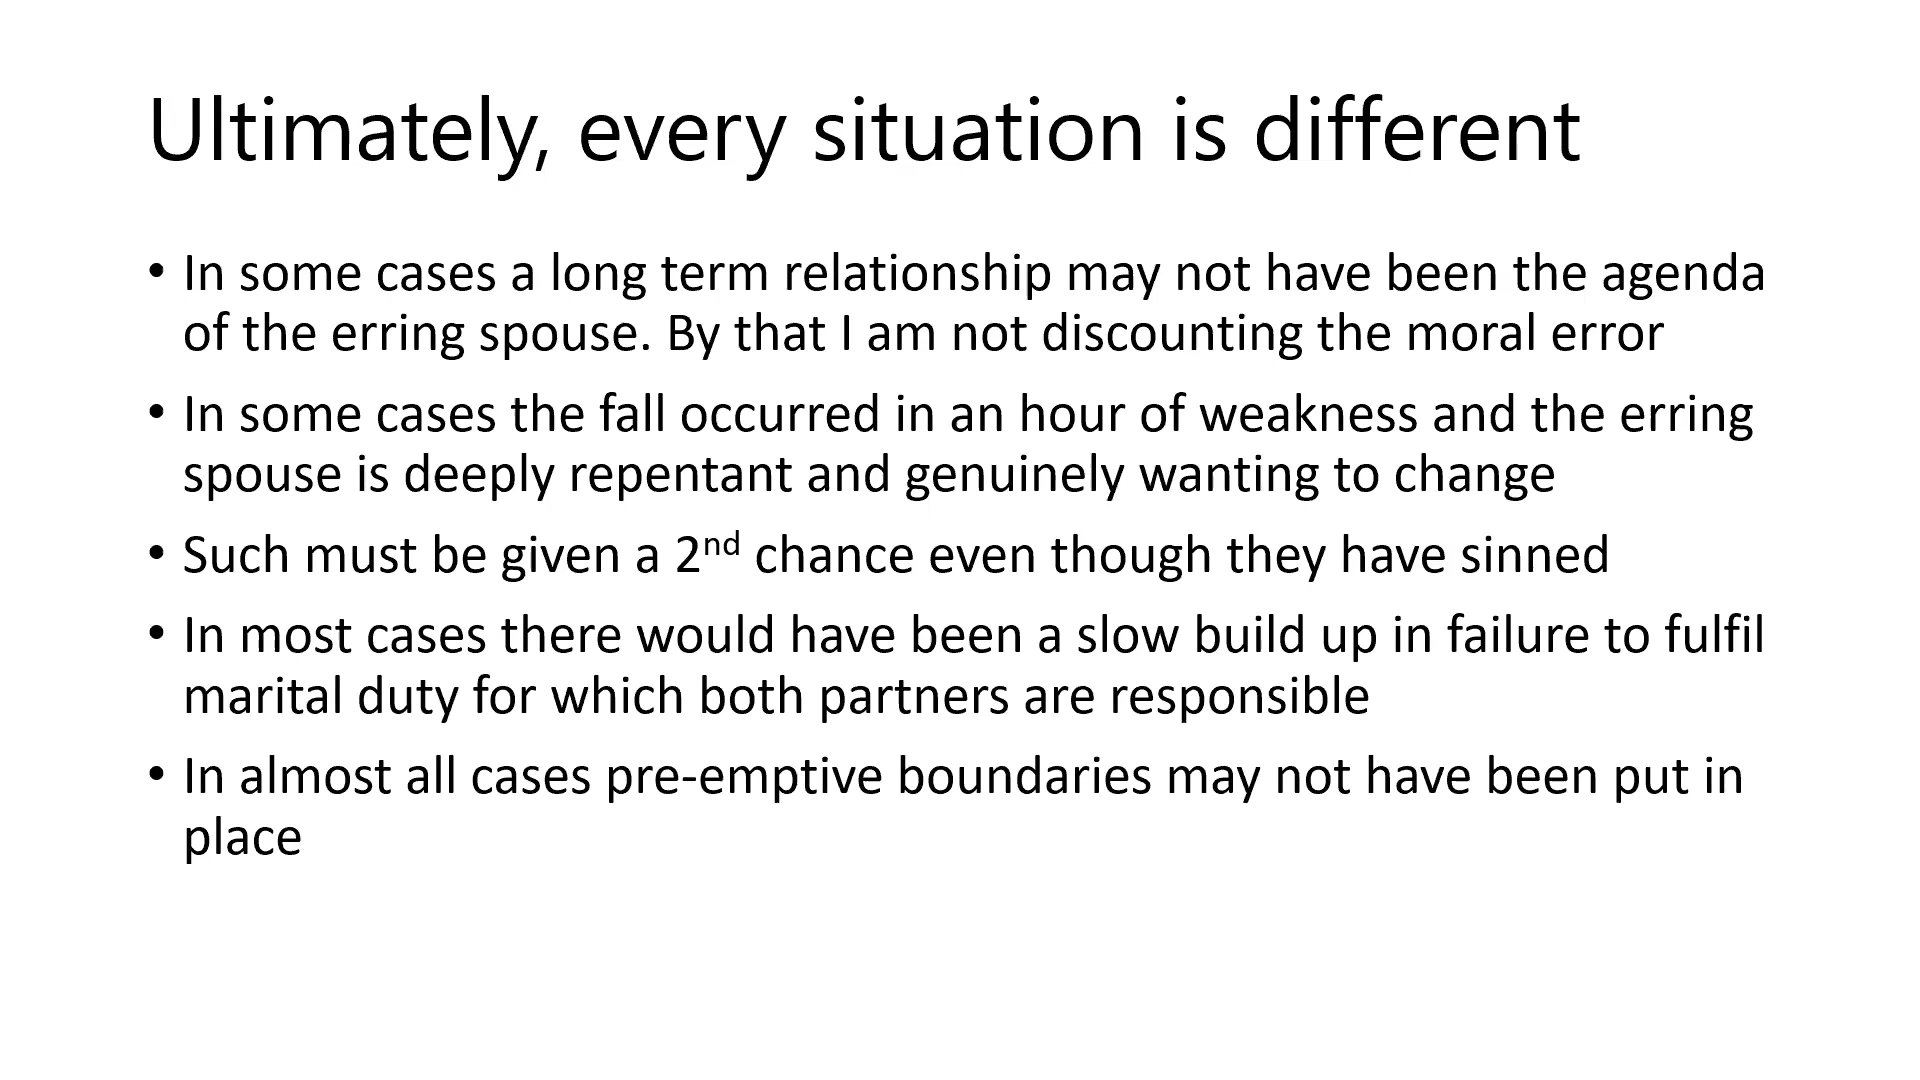 Ultimately, every situation is different
• In some cases a long term relationship may not have been the agenda
of the erring spouse. By that I am not discounting the moral error
• In some cases the fall occurred in an hour of weakness and the erring
spouse is deeply repentant and genuinely wanting to change
• Such must be given a 2nd chance even though they have sinned
• In most cases there would have been a slow build up in failure to fulfil
marital duty for which both partners are responsible
• In almost all cases pre-emptive boundaries may not have been put in
place